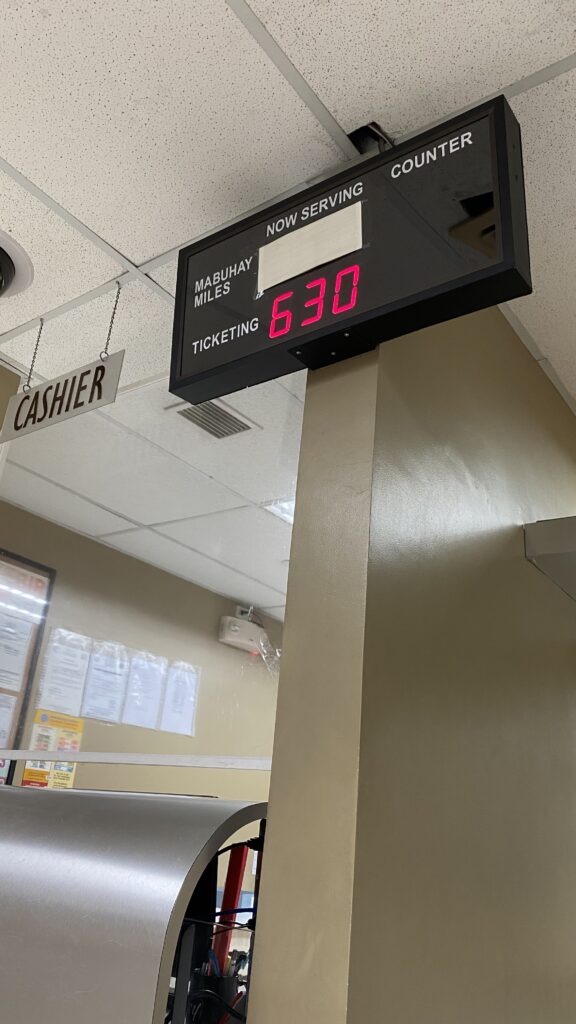 NOW SERVING
COUNTER
MABUHAY
MILES
TICKETING 630
CASHIER